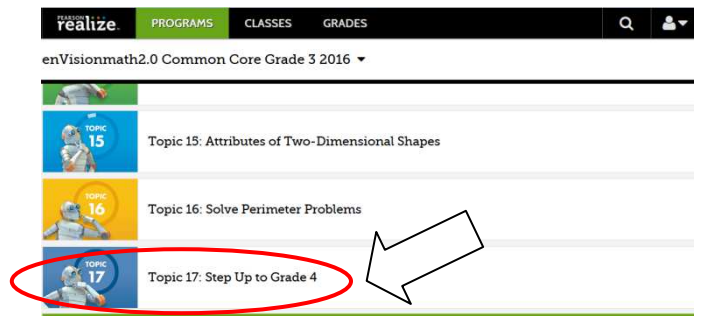 PEARSON
realize.
PROGRAMS CLASSES GRADES
enVisionmath2.0 Common Core Grade 3 2016
TOPIC
15
Topic 15: Attributes of Two-Dimensional Shapes
TOPIC
16
Topic 16: Solve Perimeter Problems
TOPIC
17
Topic 17: Step Up to Grade 4